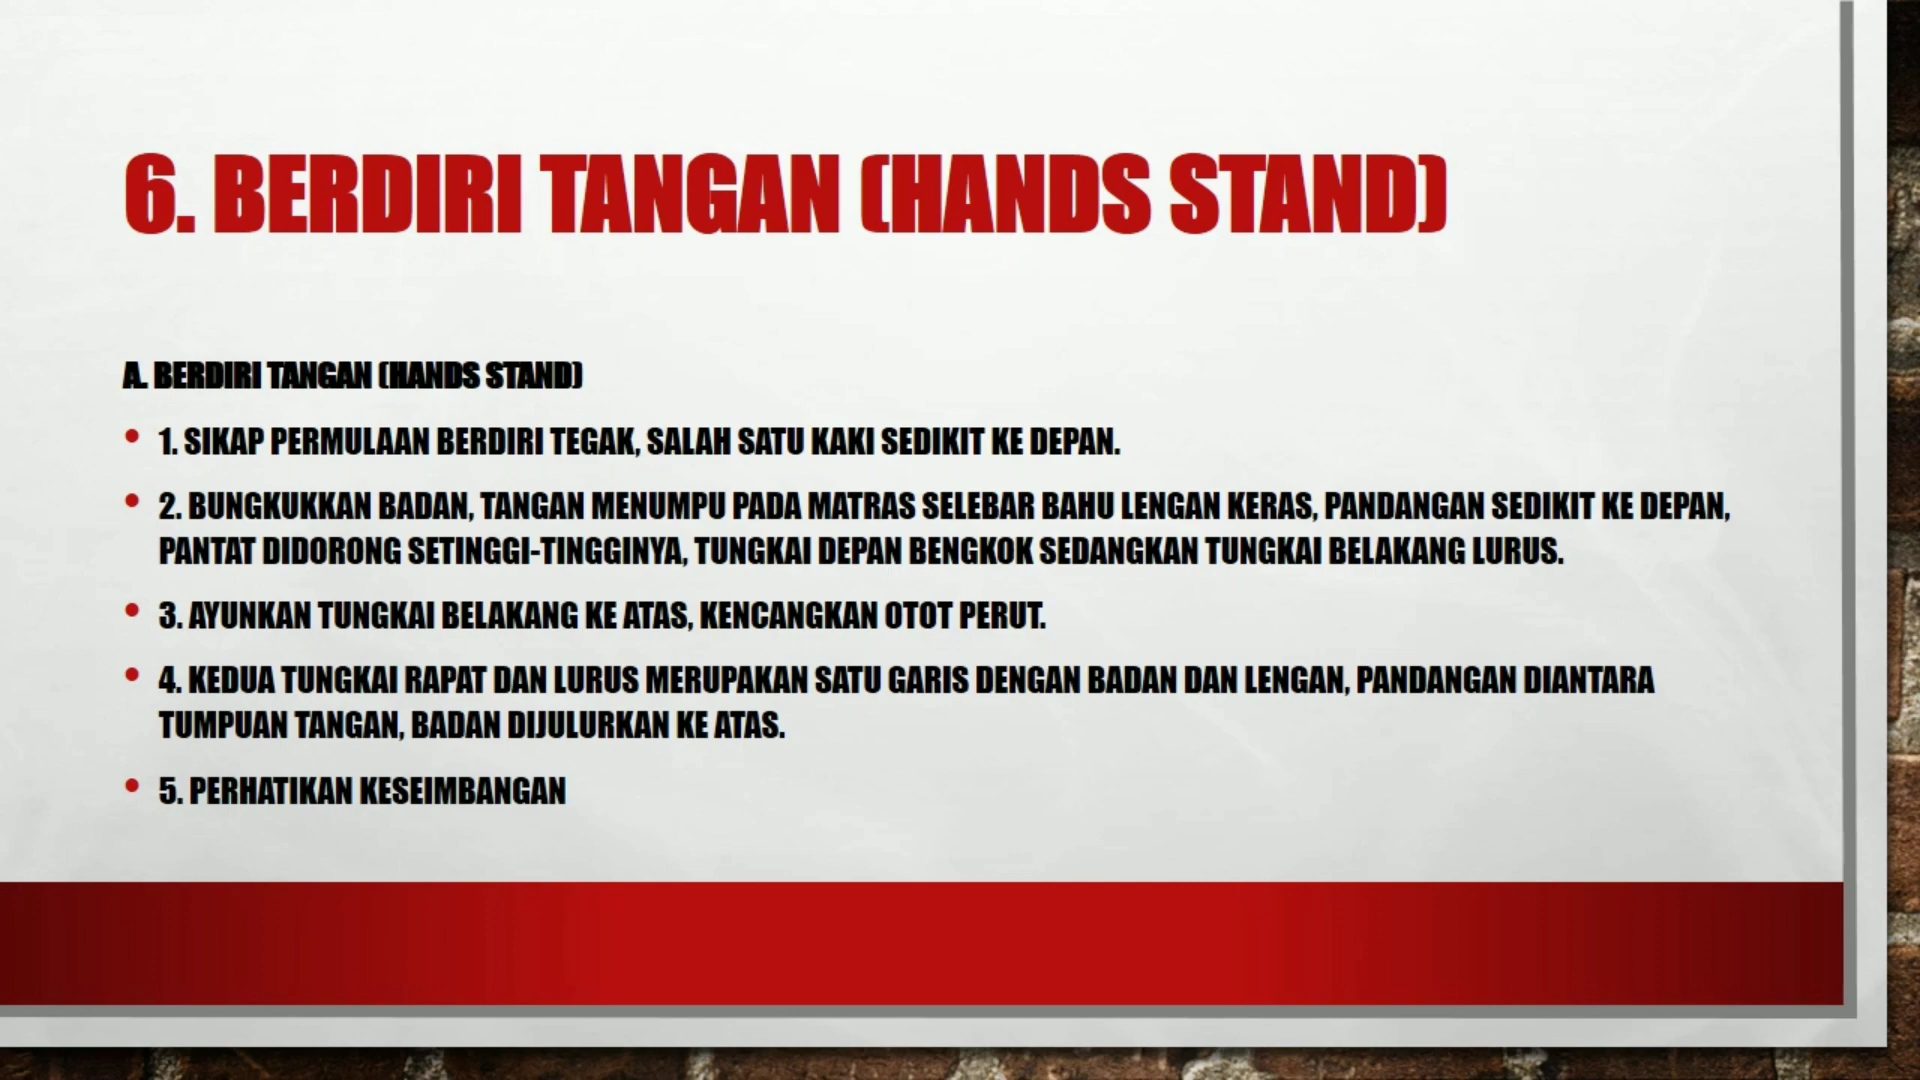 6. BERDIRI TANGAN (HANDS STAND)
A. BERDIRI TANGAN (HANDS STAND)
• 1. SIKAP PERMULAAN BERDIRI TEGAK, SALAH SATU KAKI SEDIKIT KE DEPAN.
• 2. BUNGKUKKAN BADAN, TANGAN MENUMPU PADA MATRAS SELEBAR BAHU LENGAN KERAS, PANDANGAN SEDIKIT KE DEPAN,
PANTAT DIDORONG SETINGGI-TINGGINYA, TUNGKAI DEPAN BENGKOK SEDANGKAN TUNGKAI BELAKANG LURUS.
• 3. AYUNKAN TUNGKAI BELAKANG KE ATAS, KENCANGKAN OTOT PERUT.
• 4. KEDUA TUNGKAI RAPAT DAN LURUS MERUPAKAN SATU GARIS DENGAN BADAN DAN LENGAN, PANDANGAN DIANTARA
TUMPUAN TANGAN, BADAN DIJULURKAN KE ATAS.
• 5. PERHATIKAN KESEIMBANGAN